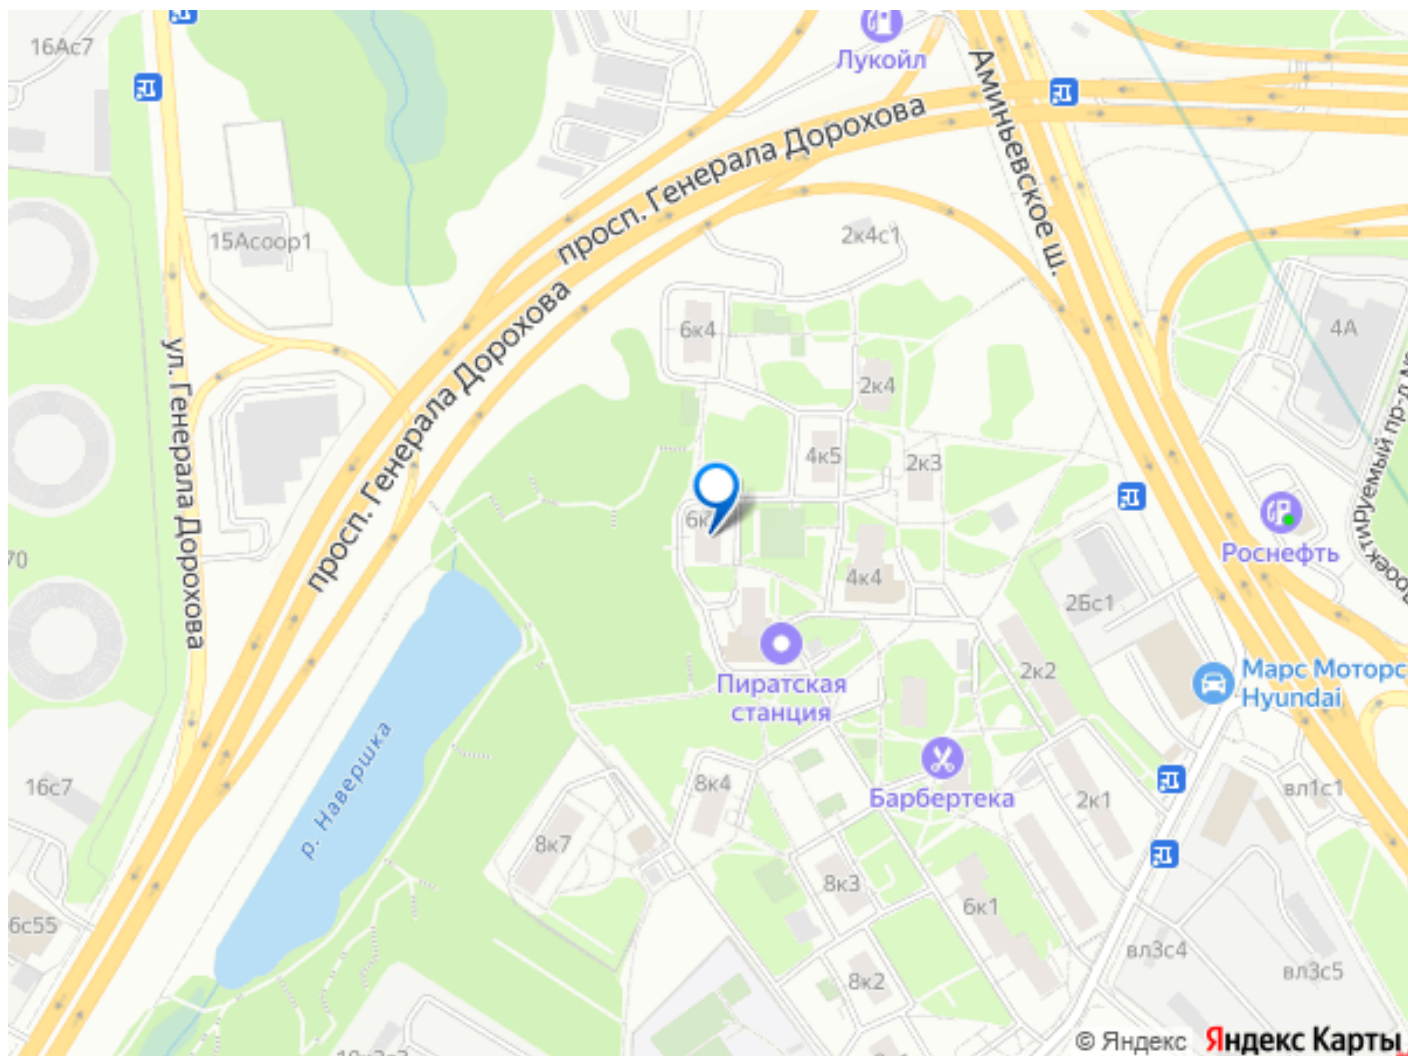 16Ас7
Лукойл
Аминьевское ш.
просп. Генерала Дорохова
15Асоор1
2к4с1
просп. Генерала Дорохова
6к4
4А
ул. Генерала Дорохова
2к4
4к5
2к3
просп. Генерала Дорохова
Роснефть
70
4к4
2Бс1
2к2
Марс Моторс
Hyundai
Пиратская
станция
р. Навершка
16с7
8к4
Барбертека
2к1
вл1с1
8к7
8к3
6к1
6с55
вл3с4
вл3с5
8к2
© Яндекс Яндекс Карты